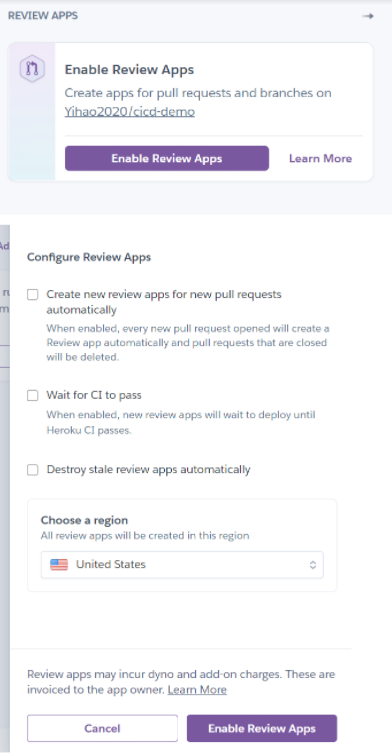 REVIEW APPS
Enable Review Apps
Create apps for pull requests and branches on
Yihao2020/cicd-demo
Enable Review Apps
Learn More
Ad
Configure Review Apps
Create new review apps for new pull requests
automatically
When enabled, every new pull request opened will create a
Review app automatically and pull requests that are closed
will be deleted.
Wait for CI to pass
When enabled, new review apps will wait to deploy until
Heroku CI passes.
Destroy stale review apps automatically
Choose a region
All review apps will be created in this region
United States
Review apps may incur dyno and add-on charges. These are
invoiced to the app owner. Learn More
Cancel
Enable Review Apps